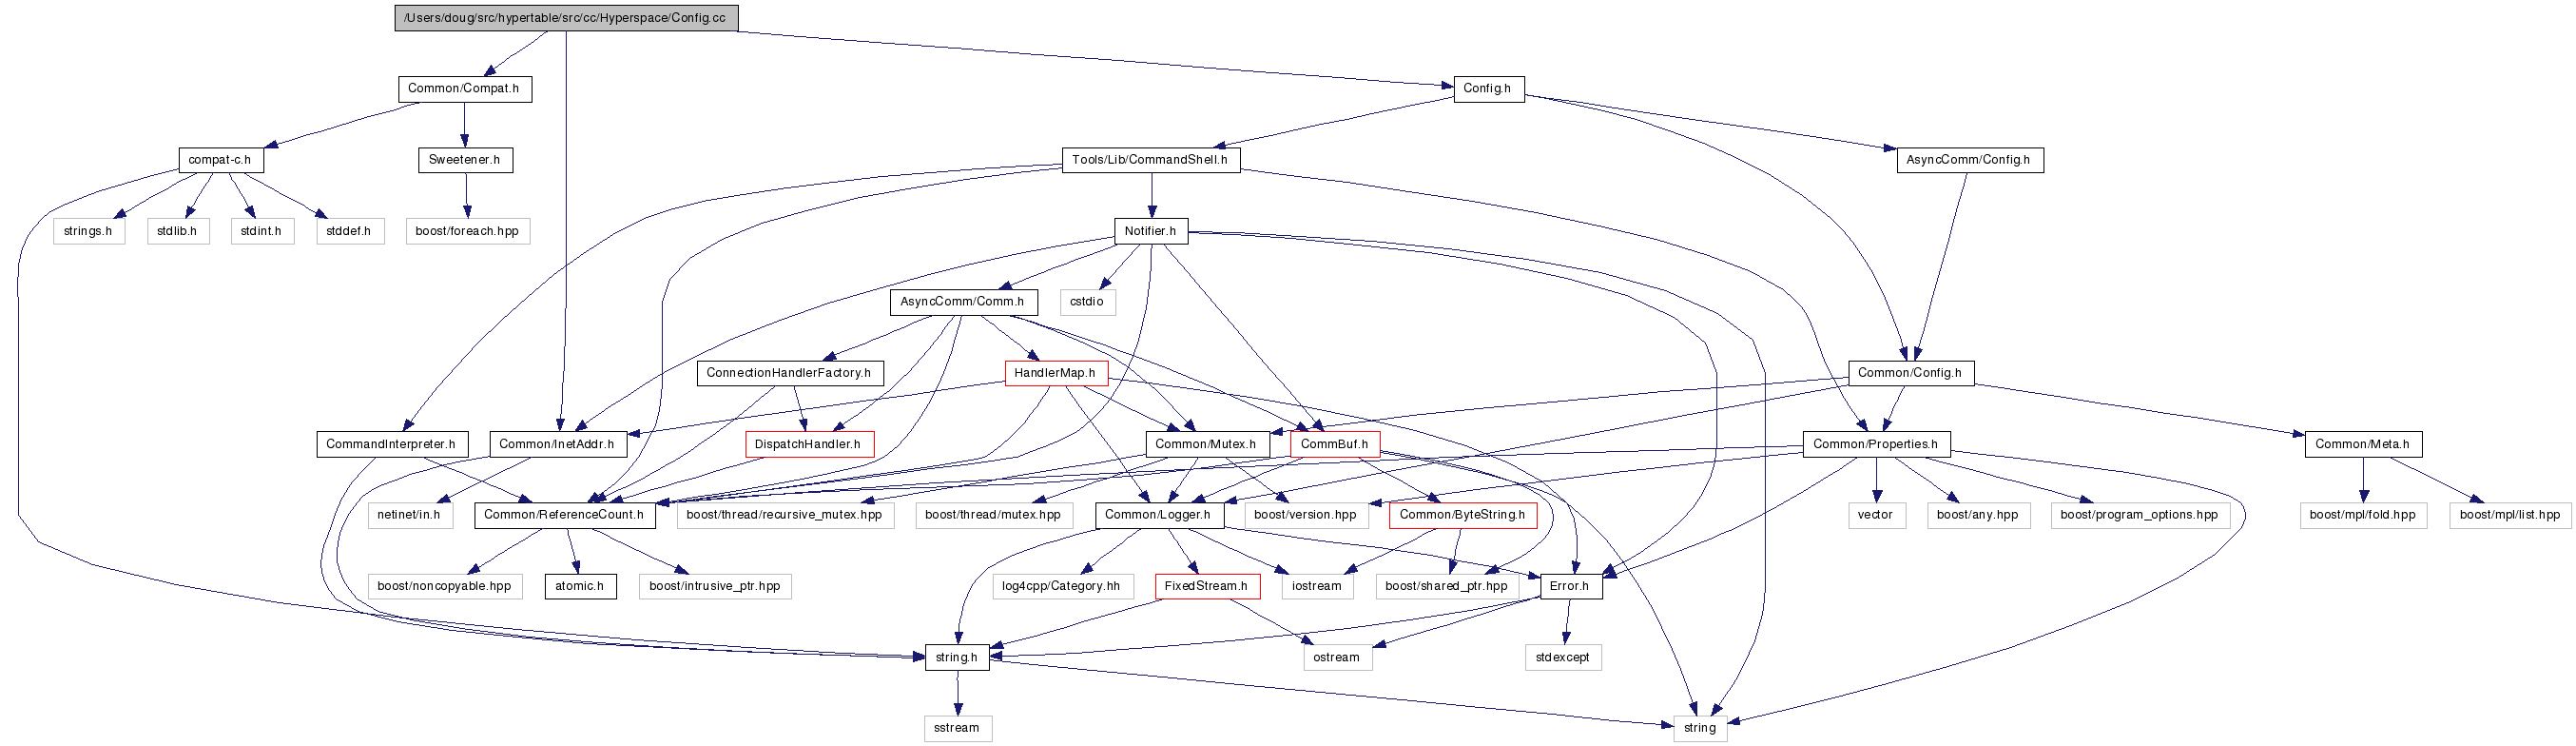 /Users/doug/src/hypertable/src/cc/Hyperspace/Config.cc
Common/Compat.h
Config.h
compat-c.h
Sweetener.h
Tools/Lib/CommandShell.h
AsyncComm/Config.h
strings.h
stdlib.h
stdint.h
stddef.h
boost/foreach.hpp
Notifier.h
AsyncComm/Comm.h
cstdio
ConnectionHandlerFactory.h
HandlerMap.h
Common/Config.h
CommandInterpreter.h
Common/InetAddr.h
DispatchHandler.h
Common/Mutex.h
CommBuf.h
Common/Properties.h
Common/Meta.h
netinet/in.h
Common/ReferenceCount.h
boost/thread/recursive_mutex.hpp
boost/thread/mutex.hpp
Common/Logger.h
boost/version.hpp
Common/ByteString.h
vector
boost/any.hpp
boost/program_options.hpp
boost/mpl/fold.hpp
boost/mpl/list.hpp
boost/noncopyable.hpp
atomic.h
boost/intrusive_ptr.hpp
log4cpp/Category.hh
FixedStream.h
iostream
boost/shared_ptr.hpp
Error.h
string.h
ostream
stdexcept
sstream
string